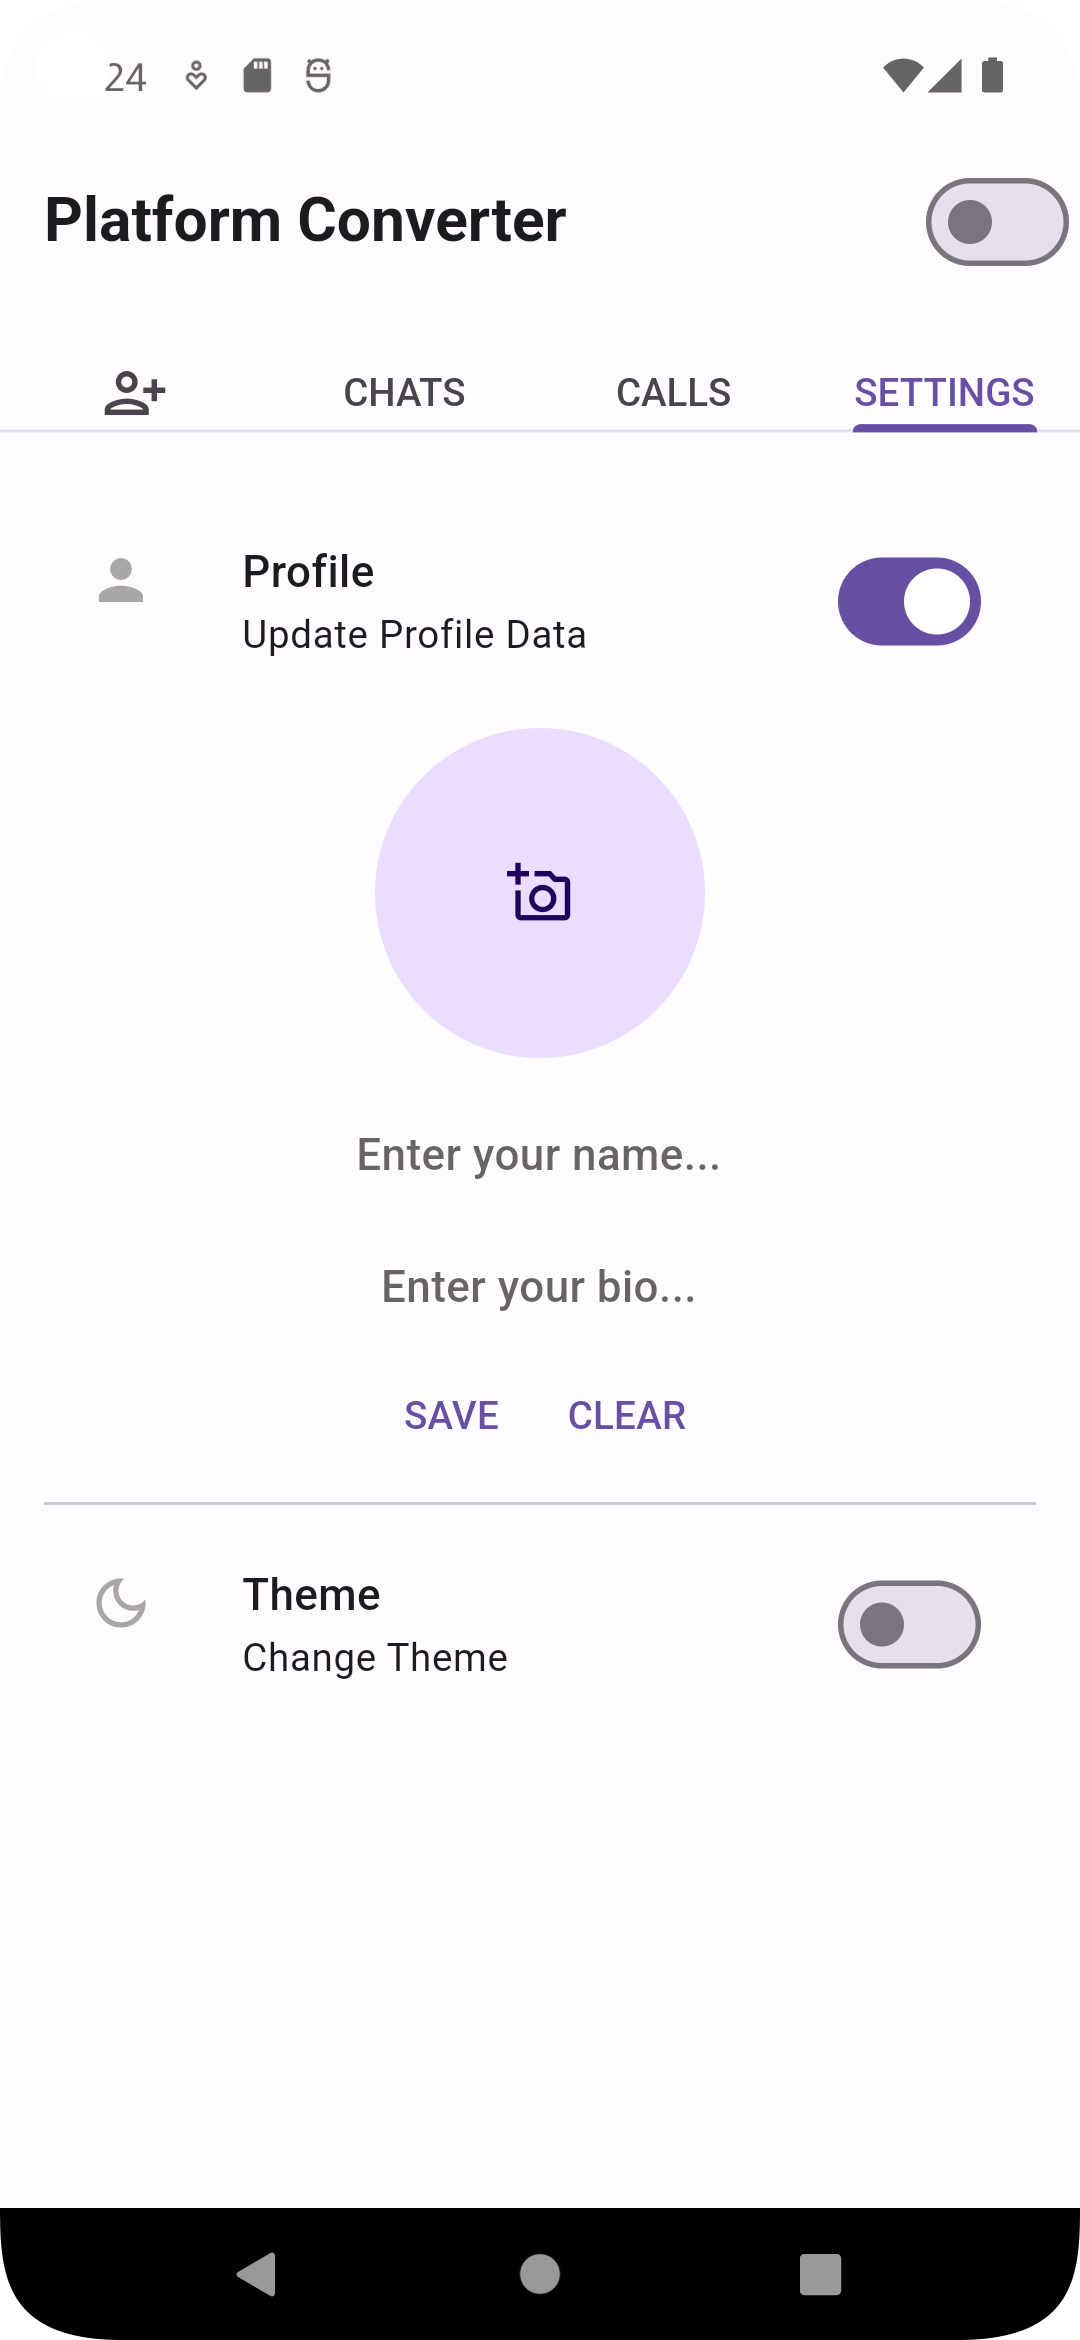 24
Platform Converter
CHATS CALLS SETTINGS
Profile
Update Profile Data
Enter your name...
Enter your bio...
SAVE CLEAR
Theme
Change Theme